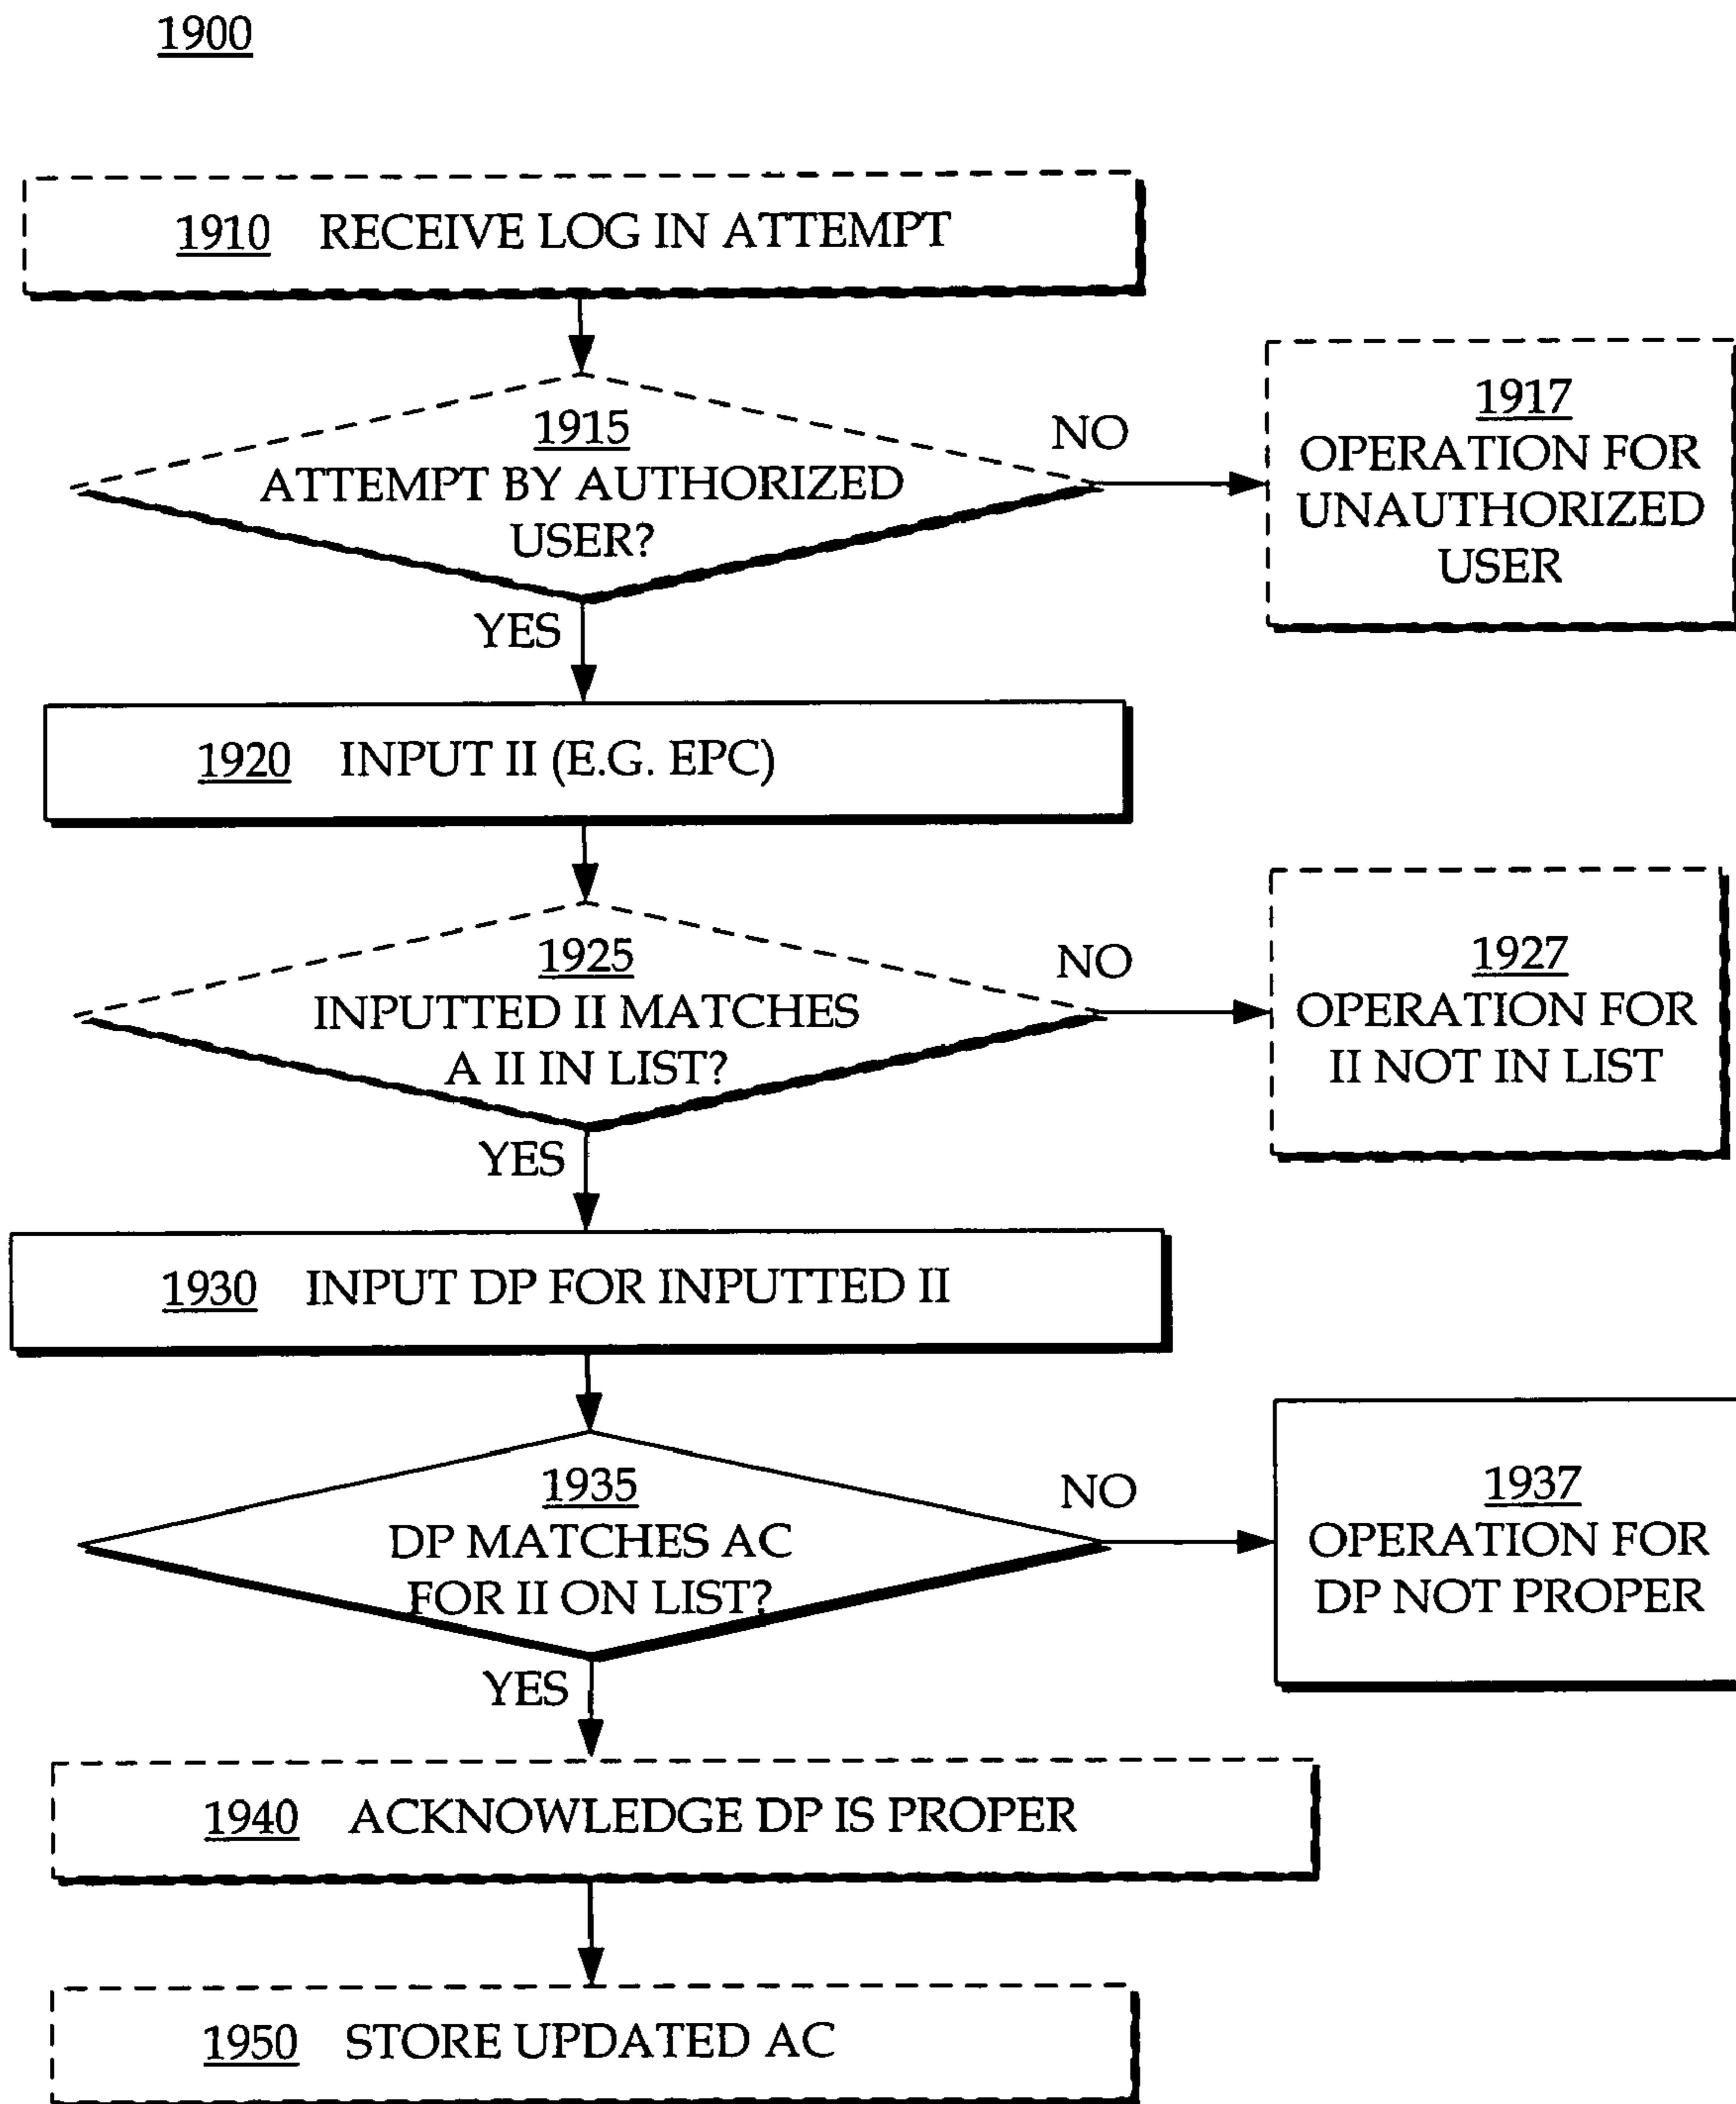 1900
1910 RECEIVE LOG IN ATTEMPT
1915
ATTEMPT BY AUTHORIZED
USER?
NO
1917
OPERATION FOR
UNAUTHORIZED
USER
YES
1920 INPUT II (E.G. EPC)
1925
INPUTTED II MATCHES
A II IN LIST?
NO
1927
OPERATION FOR
II NOT IN LIST
YES
1930 INPUT DP FOR INPUTTED II
1935
DP MATCHES AC
FOR II ON LIST?
NO
1937
OPERATION FOR
DP NOT PROPER
YES
1940 ACKNOWLEDGE DP IS PROPER
1950 STORE UPDATED AC